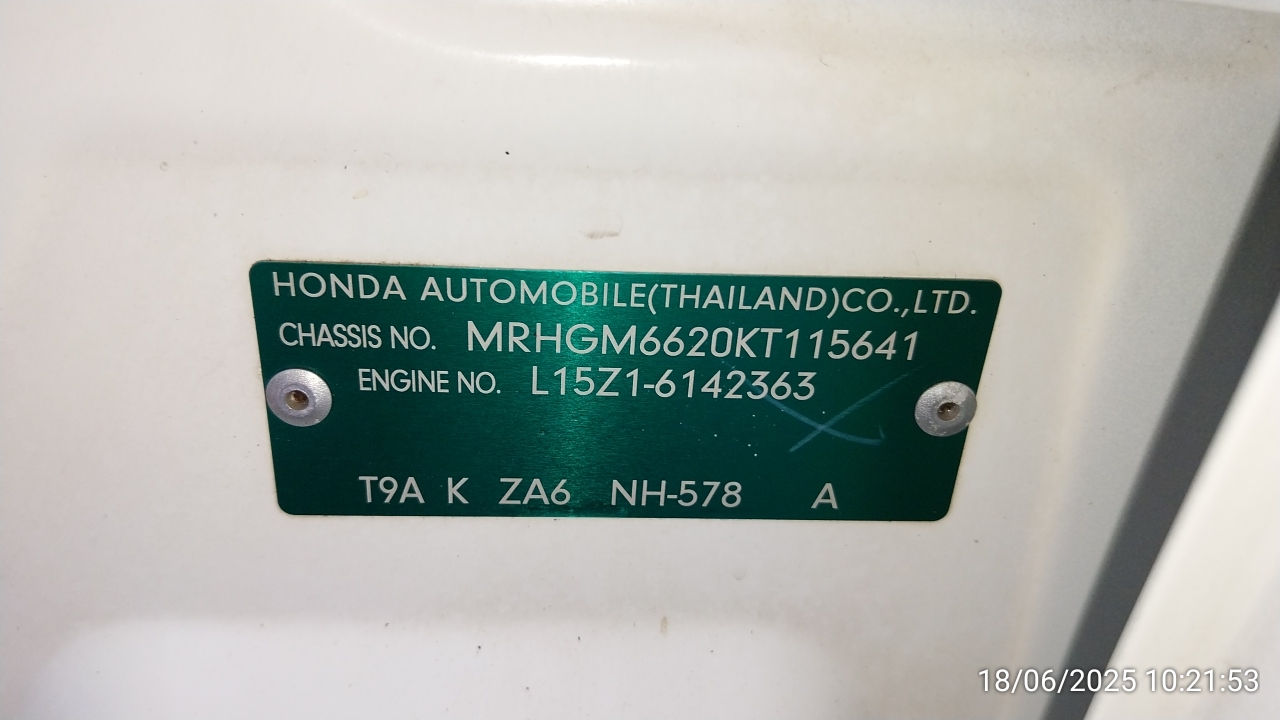 HONDA AUTOMOBILE(THAILAND)CO.,LTD.
CHASSIS NO. MRHGM6620KT115641
ENGINE NO. L15Z1-6142363
T9A K ZA6 NH-578 A
18/06/2025 10:21:53